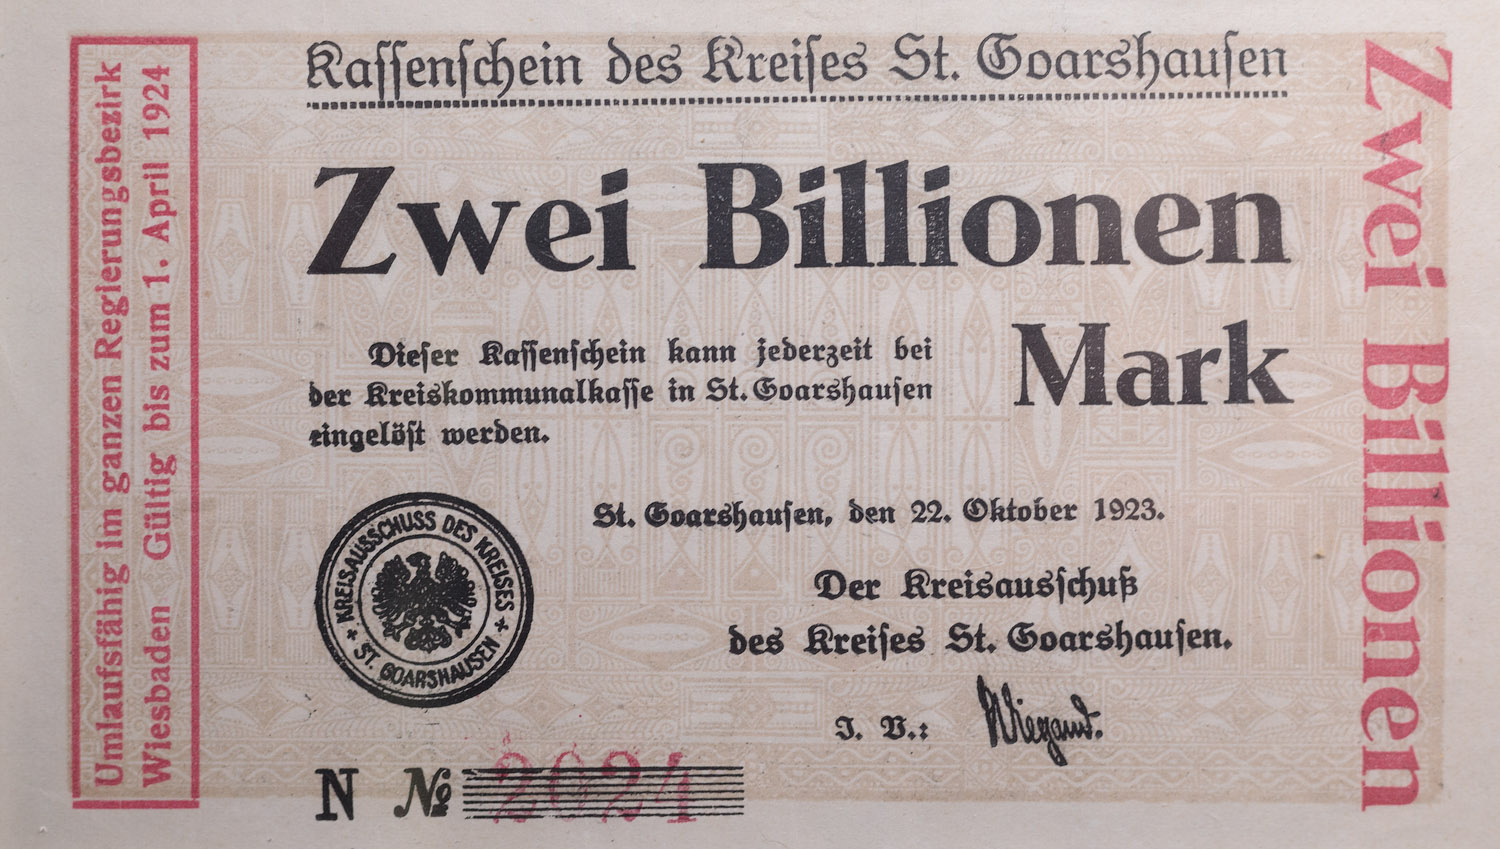 Kassenschein des Kreises St. Goarshausen
Umlaufsfähig im ganzen Regierungsbezirk
Wiesbaden Gültig bis zum 1. April 1924
Zwei Billionen
Mark
Dieser Kassenschein kann jederzeit bei
der Kreiskommunalkasse in St. Goarshausen
eingelöst werden.
St. Goarshausen, den 22. Oktober 1923.
Der Kreisausschuß
des Kreises St. Goarshausen.
I. V.: Wiegand.
KREISAUSSCHUSS DES KREISES
ST. GOARSHAUSEN
N № 2024
Zwei Billionen